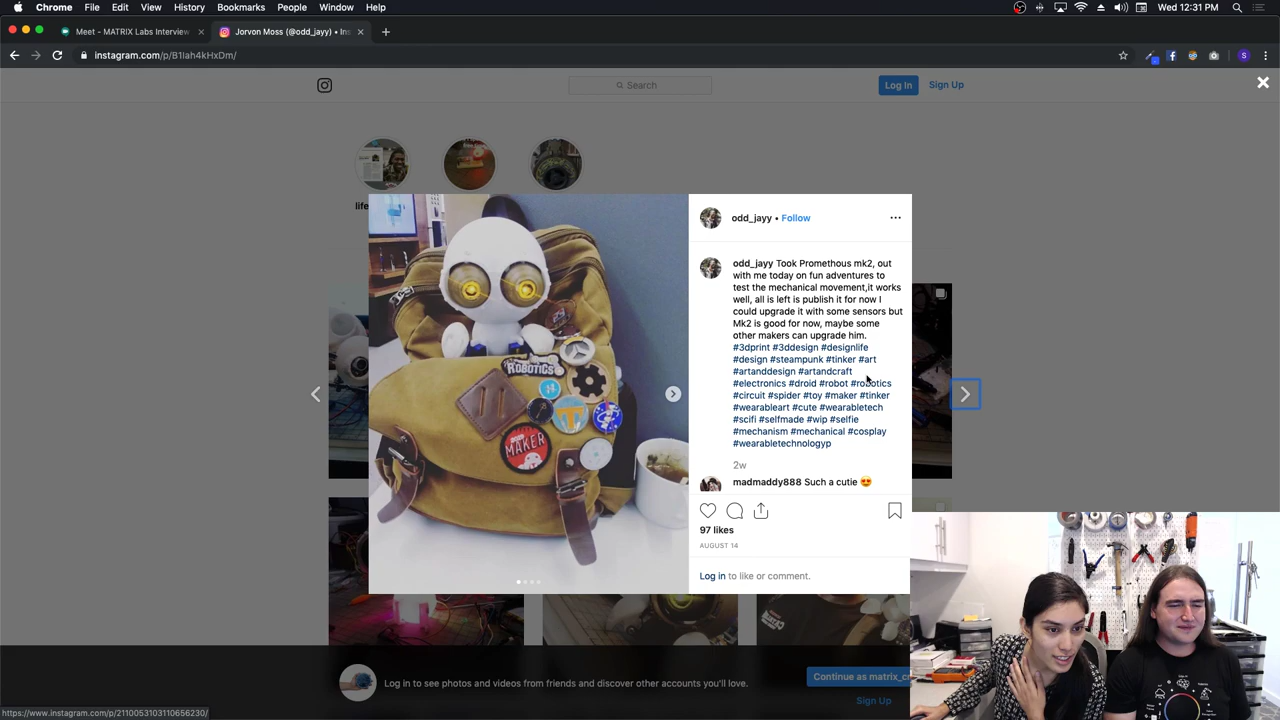 Chrome File Edit View History Bookmarks People Window Help Wed 12:31 PM
Meet - MATRIX Labs Interview Jorvon Moss (@odd_jayy) • Ins
instagram.com/p/B1Iah4kHxDm/ S
Search Log In Sign Up
life
odd_jayy • Follow
odd_jayy Took Promethous mk2, out
with me today on fun adventures to
test the mechanical movement,it works
well, all is left is publish it for now I
could upgrade it with some sensors but
Mk2 is good for now, maybe some
other makers can upgrade him.
#3dprint #3ddesign #designlife
#design #steampunk #tinker #art
#artanddesign #artandcraft
#electronics #droid #robot #robotics
#circuit #spider #toy #maker #tinker
#wearableart #cute #wearabletech
#scifi #selfmade #wip #selfie
#mechanism #mechanical #cosplay
#wearabletechnologyp
2w
madmaddy888 Such a cutie 😍
97 likes
AUGUST 14
Log in to like or comment.
ROBOTICS
MAKER
Log in to see photos and videos from friends and discover other accounts you'll love.
Continue as matrix_cr
Sign Up
https://www.instagram.com/p/2110053103110656230/